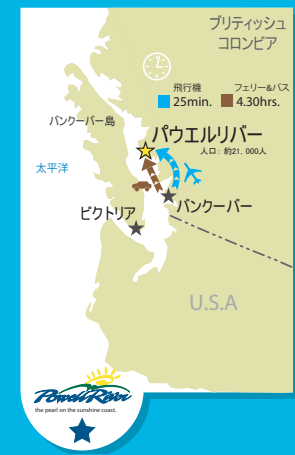 ブリティッシュ
コロンビア
飛行機 フェリー&バス
25min. 4.30hrs.
バンクーバー島
パウエルリバー
人口：約21,000人
太平洋
ビクトリア
バンクーバー
U.S.A
Powell River
the pearl on the sunshine coast.